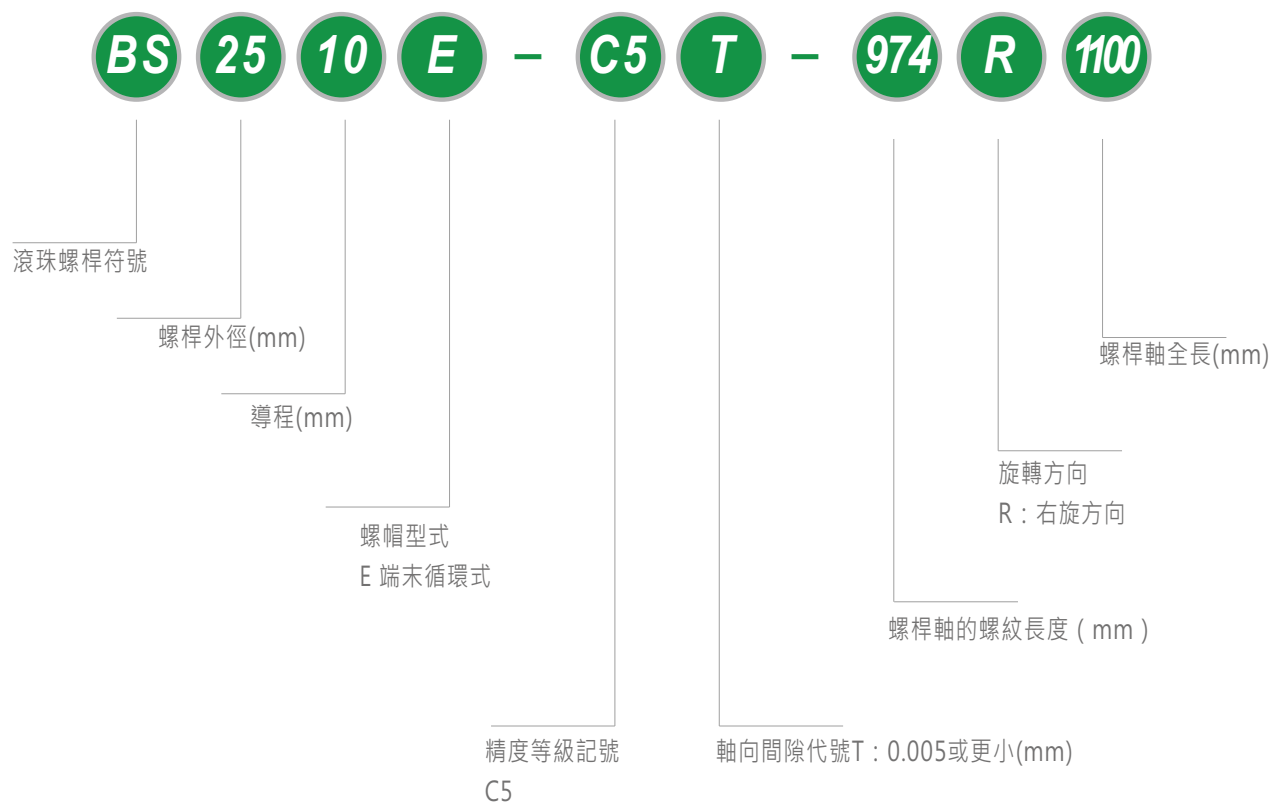 BS 25 10 E – C5 T – 974 R 1100
滾珠螺桿符號
螺桿外徑(mm)
導程(mm)
螺帽型式
E 端末循環式
精度等級記號
C5
軸向間隙代號T：0.005或更小(mm)
螺桿軸的螺紋長度（mm）
旋轉方向
R：右旋方向
螺桿軸全長(mm)